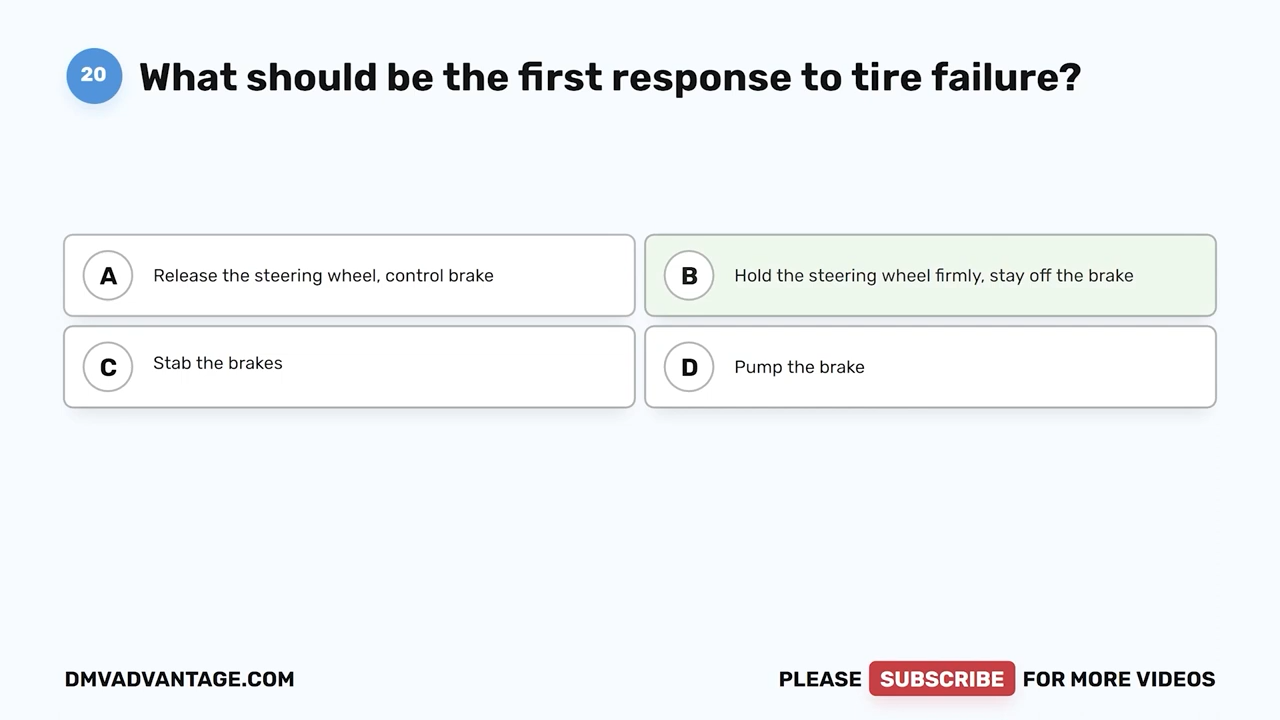 20 What should be the first response to tire failure?
A Release the steering wheel, control brake
B Hold the steering wheel firmly, stay off the brake
C Stab the brakes
D Pump the brake
DMVADVANTAGE.COM
PLEASE SUBSCRIBE FOR MORE VIDEOS